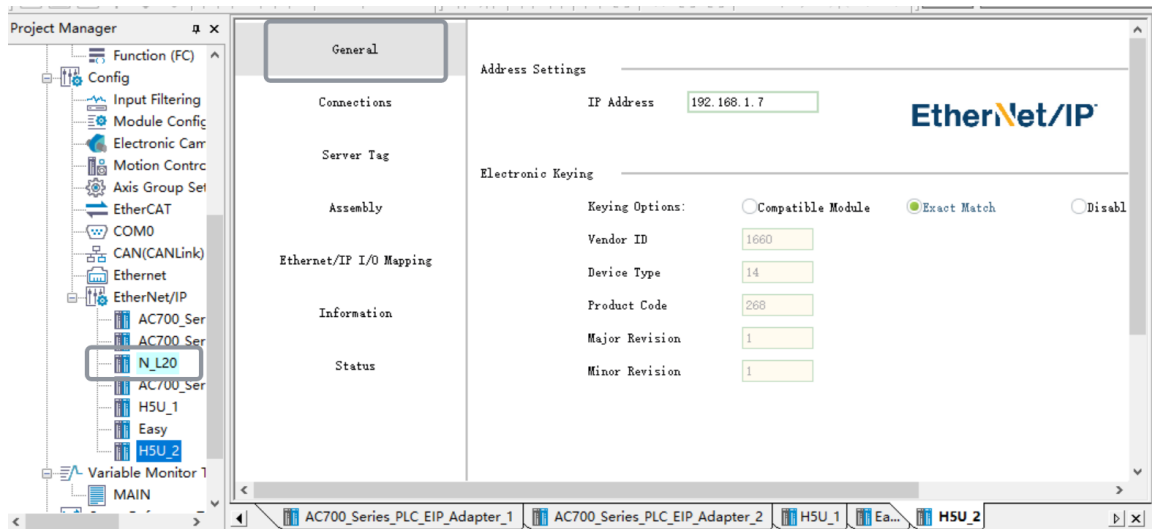 Project Manager
Function (FC)
Config
Input Filtering
Module Config
Electronic Cam
Motion Contrc
Axis Group Set
EtherCAT
COM0
CAN(CANLink)
Ethernet
EtherNet/IP
AC700_Ser
AC700_Ser
N_L20
AC700_Ser
H5U_1
Easy
H5U_2
Variable Monitor T
MAIN
General
Connections
Server Tag
Assembly
Ethernet/IP I/O Mapping
Information
Status
Address Settings
IP Address 192.168.1.7
EtherNet/IP
Electronic Keying
Keying Options: Compatible Module Exact Match Disabl
Vendor ID 1660
Device Type 14
Product Code 268
Major Revision 1
Minor Revision 1
AC700_Series_PLC_EIP_Adapter_1 AC700_Series_PLC_EIP_Adapter_2 H5U_1 Ea... H5U_2